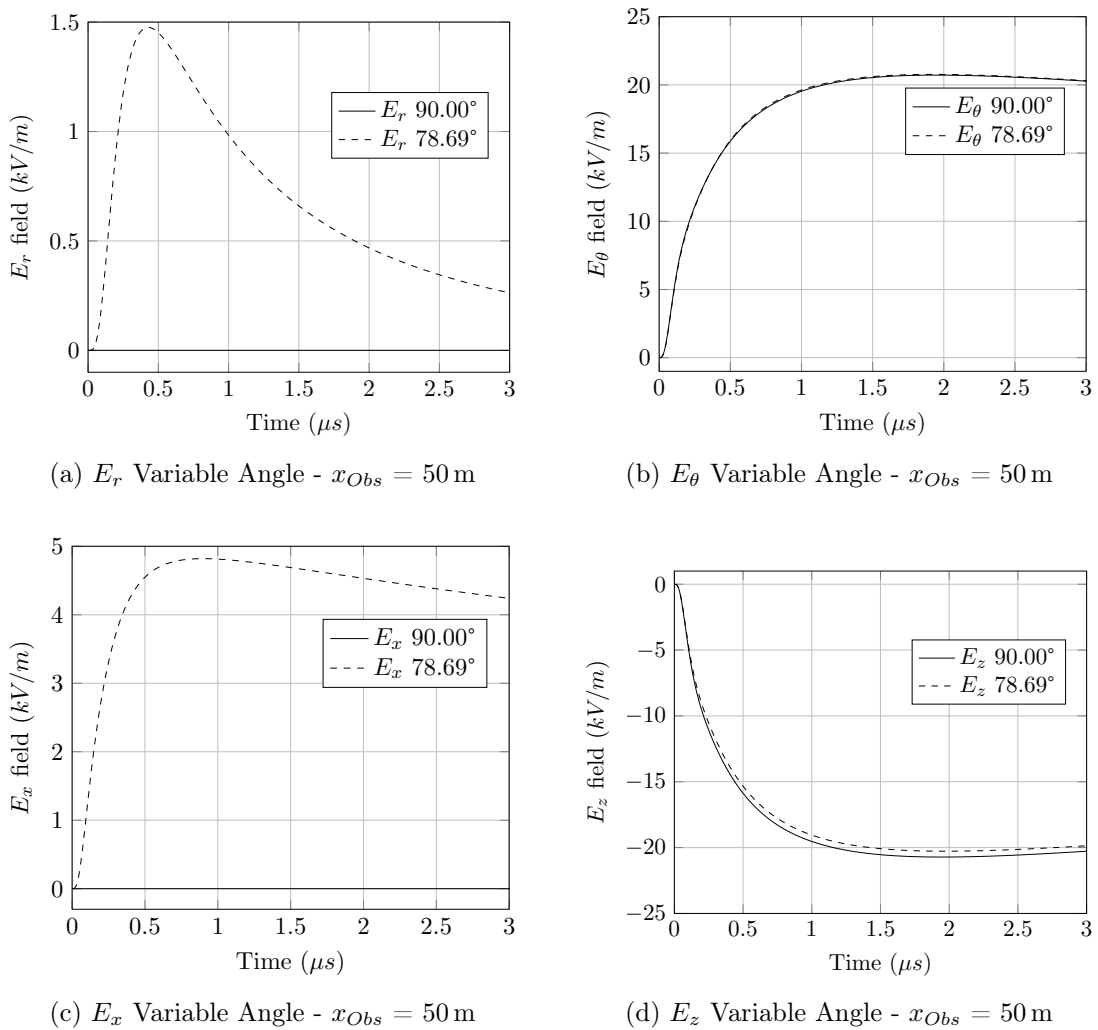 1.5
1
0.5
0
E_r field (kV/m)
E_r 90.00°
E_r 78.69°
0 0.5 1 1.5 2 2.5 3
Time (μs)
(a) E_r Variable Angle - x_Obs = 50 m
25
20
15
10
5
0
E_θ field (kV/m)
E_θ 90.00°
E_θ 78.69°
0 0.5 1 1.5 2 2.5 3
Time (μs)
(b) E_θ Variable Angle - x_Obs = 50 m
5
4
3
2
1
0
E_x field (kV/m)
E_x 90.00°
E_x 78.69°
0 0.5 1 1.5 2 2.5 3
Time (μs)
(c) E_x Variable Angle - x_Obs = 50 m
0
−5
−10
−15
−20
−25
E_z field (kV/m)
E_z 90.00°
E_z 78.69°
0 0.5 1 1.5 2 2.5 3
Time (μs)
(d) E_z Variable Angle - x_Obs = 50 m